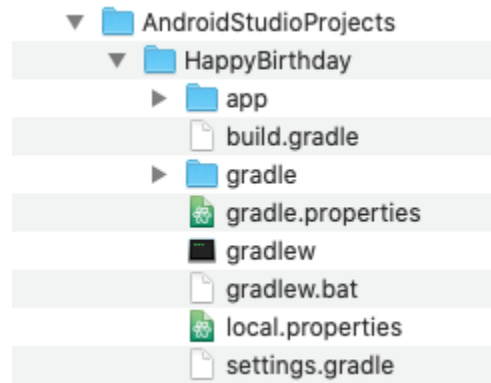 AndroidStudioProjects
HappyBirthday
app
build.gradle
gradle
gradle.properties
gradlew
gradlew.bat
local.properties
settings.gradle